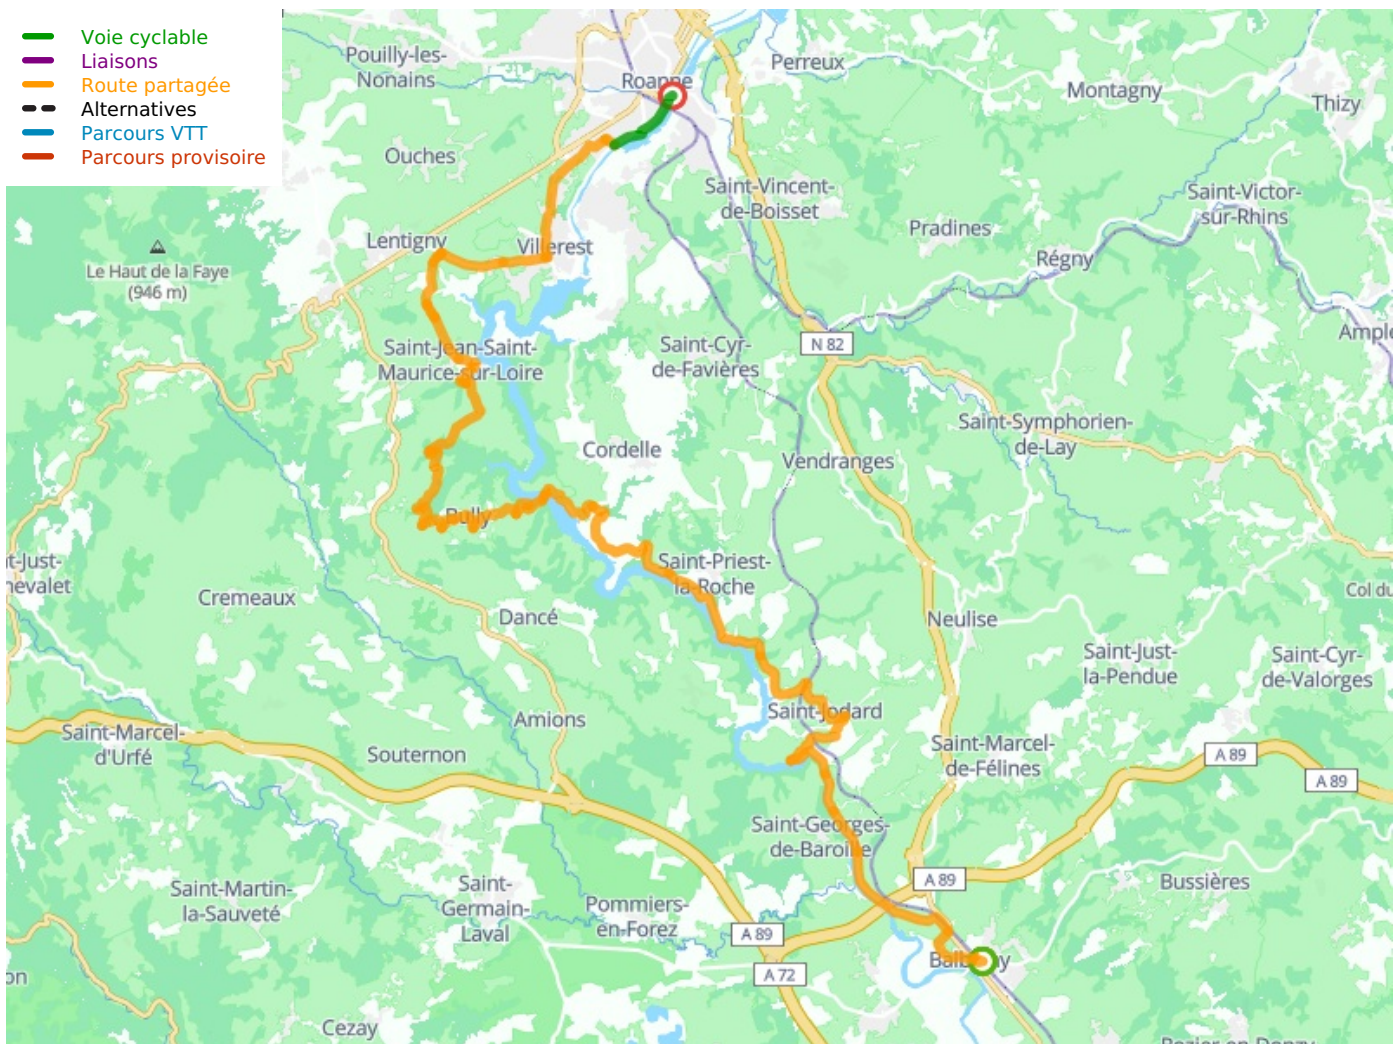 Voie cyclable
Liaisons
Route partagée
Alternatives
Parcours VTT
Parcours provisoire
Pouilly-les-
Nonains
Roanne
Perreux
Montagny
Thizy
Ouches
Saint-Vincent-
de-Boisset
Saint-Victor-
sur-Rhins
Pradines
Lentigny
Villerest
Régny
Le Haut de la Faye
(946 m)
N 82
Saint-Jean-Saint-
Maurice-sur-Loire
Saint-Cyr-
de-Favières
Ample
Saint-Symphorien-
de-Lay
Cordelle
Vendranges
Bully
t-Just-
hevalet
Saint-Priest-
la-Roche
Col du
Cremeaux
Dancé
Neulise
Saint-Just-
la-Pendue
Saint-Cyr-
de-Valorges
Saint-Jodard
Amions
Saint-Marcel-
d'Urfé
Souternon
Saint-Marcel-
de-Félines
A 89
A 89
Saint-Georges-
de-Baroille
A 89
Bussières
Saint-Martin-
la-Sauveté
Saint-
Germain-
Laval
Pommiers-
en-Forez
A 89
A 72
Balbigny
on
Cezay
Rozier-en-Donzy